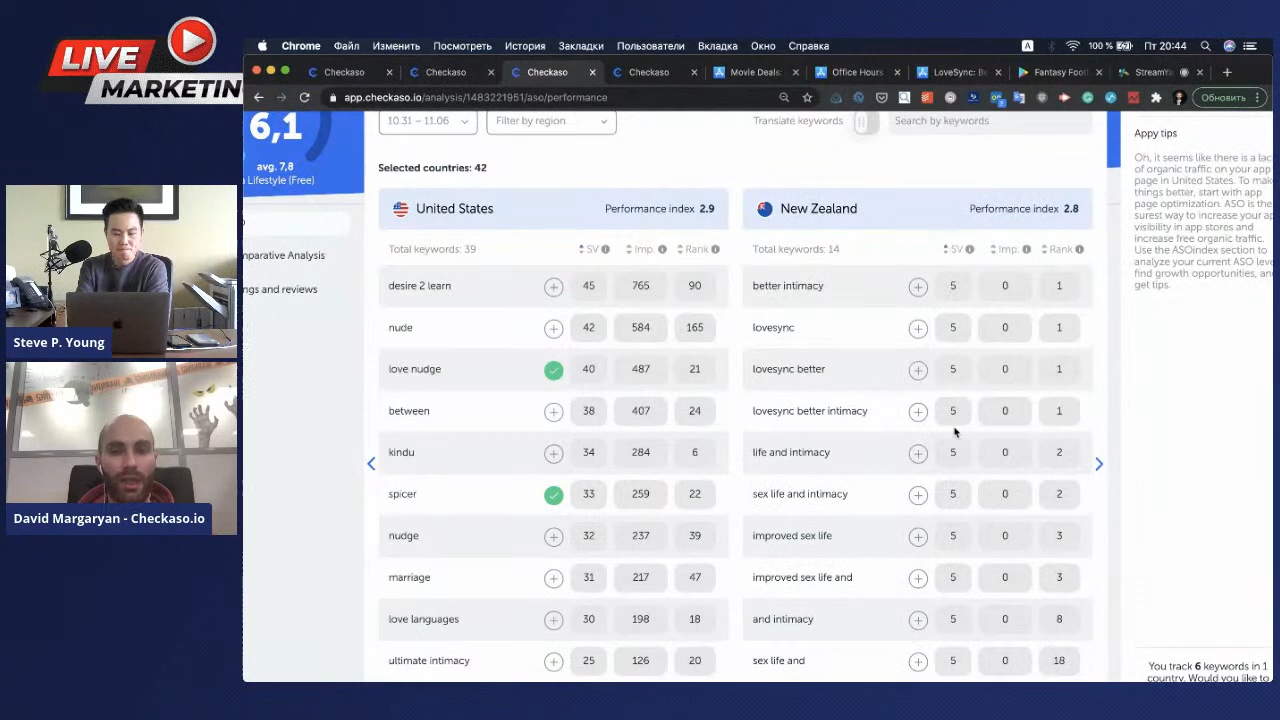 LIVE
MARKETIN
Chrome Файл Изменить Посмотреть История Закладки Пользователи Вкладка Окно Справка
A 100 % Пт 20:44
Checkaso Checkaso Checkaso Checkaso Movie Deals: Office Hours LoveSync: Be Fantasy Foot StreamYa
app.checkaso.io/analysis/1483221951/aso/performance
Обновить
6,1
avg. 7,8
Lifestyle (Free)
mparative Analysis
ngs and reviews
10.31 – 11.06 Filter by region... Translate keywords Search by keywords
Selected countries: 42
United States Performance index 2.9
Total keywords: 39 SV Imp. Rank
desire 2 learn 45 765 90
nude 42 584 165
love nudge 40 487 21
between 38 407 24
kindu 34 284 6
spicer 33 259 22
nudge 32 237 39
marriage 31 217 47
love languages 30 198 18
ultimate intimacy 25 126 20
New Zealand Performance index 2.8
Total keywords: 14 SV Imp. Rank
better intimacy 5 0 1
lovesync 5 0 1
lovesync better 5 0 1
lovesync better intimacy 5 0 1
life and intimacy 5 0 2
sex life and intimacy 5 0 2
improved sex life 5 0 3
improved sex life and 5 0 3
and intimacy 5 0 8
sex life and 5 0 18
Appy tips
Oh, it seems like there is a lac
of organic traffic on your app
page in United States. To mak
things better, start with app
page optimization. ASO is the
surest way to increase your ap
visibility in app stores and
increase free organic traffic.
Use the ASOindex section to
analyze your current ASO leve
find growth opportunities, an
get tips.
You track 6 keywords in 1
country. Would you like to
Steve P. Young
David Margaryan - Checkaso.io